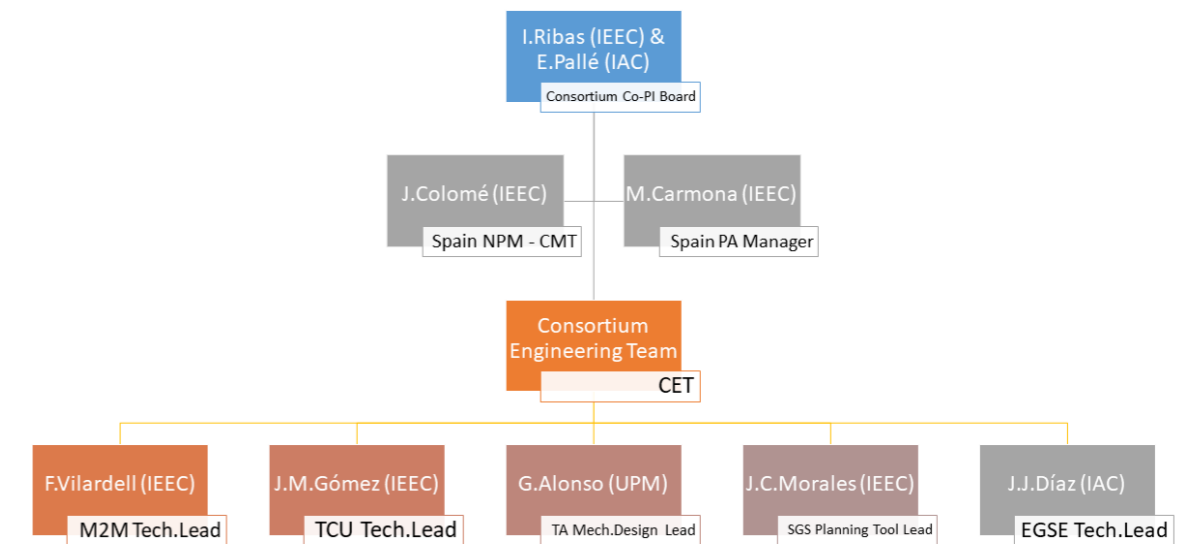 I.Ribas (IEEC) &
E.Pallé (IAC)
Consortium Co-PI Board
J.Colomé (IEEC)
Spain NPM - CMT
M.Carmona (IEEC)
Spain PA Manager
Consortium
Engineering Team
CET
F.Vilardell (IEEC)
M2M Tech.Lead
J.M.Gómez (IEEC)
TCU Tech.Lead
G.Alonso (UPM)
TA Mech.Design Lead
J.C.Morales (IEEC)
SGS Planning Tool Lead
J.J.Díaz (IAC)
EGSE Tech.Lead